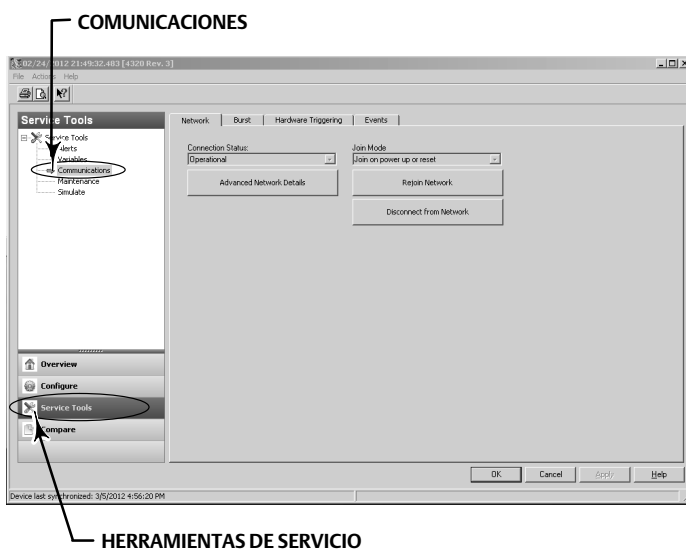 COMUNICACIONES
02/24/2012 21:49:32.483 [4320 Rev. 3]
File Actions Help
Service Tools
Service Tools
Alerts
Variables
Communications
Maintenance
Simulate
Overview
Configure
Service Tools
Compare
Network Burst Hardware Triggering Events
Connection Status: Join Mode
Operational Join on power up or reset
Advanced Network Details Rejoin Network
Disconnect from Network
OK Cancel Apply Help
Device last synchronized: 3/5/2012 4:56:20 PM
HERRAMIENTAS DE SERVICIO